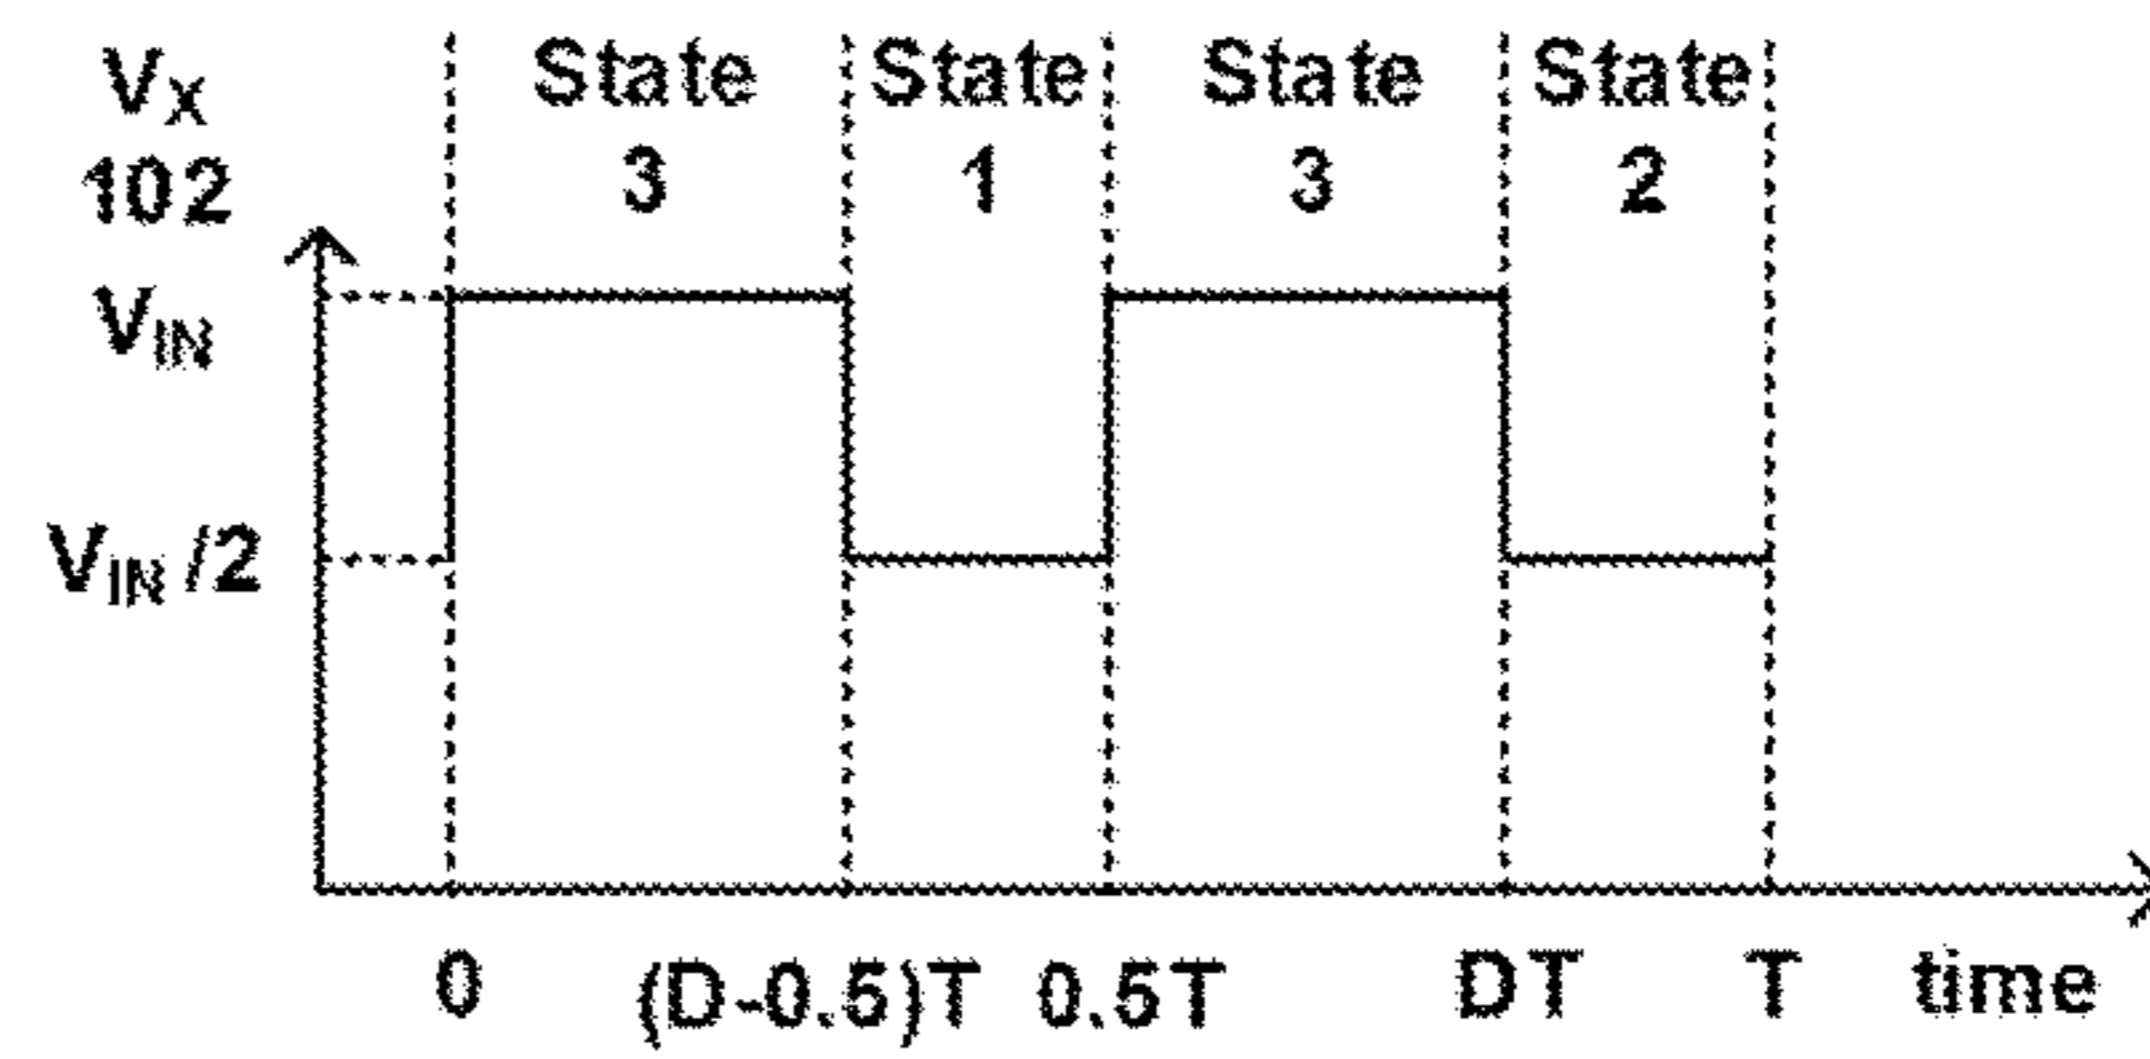 VX State State State State
102 3 1 3 2
VIN
VIN /2
0 (D-0.5)T 0.5T DT T time